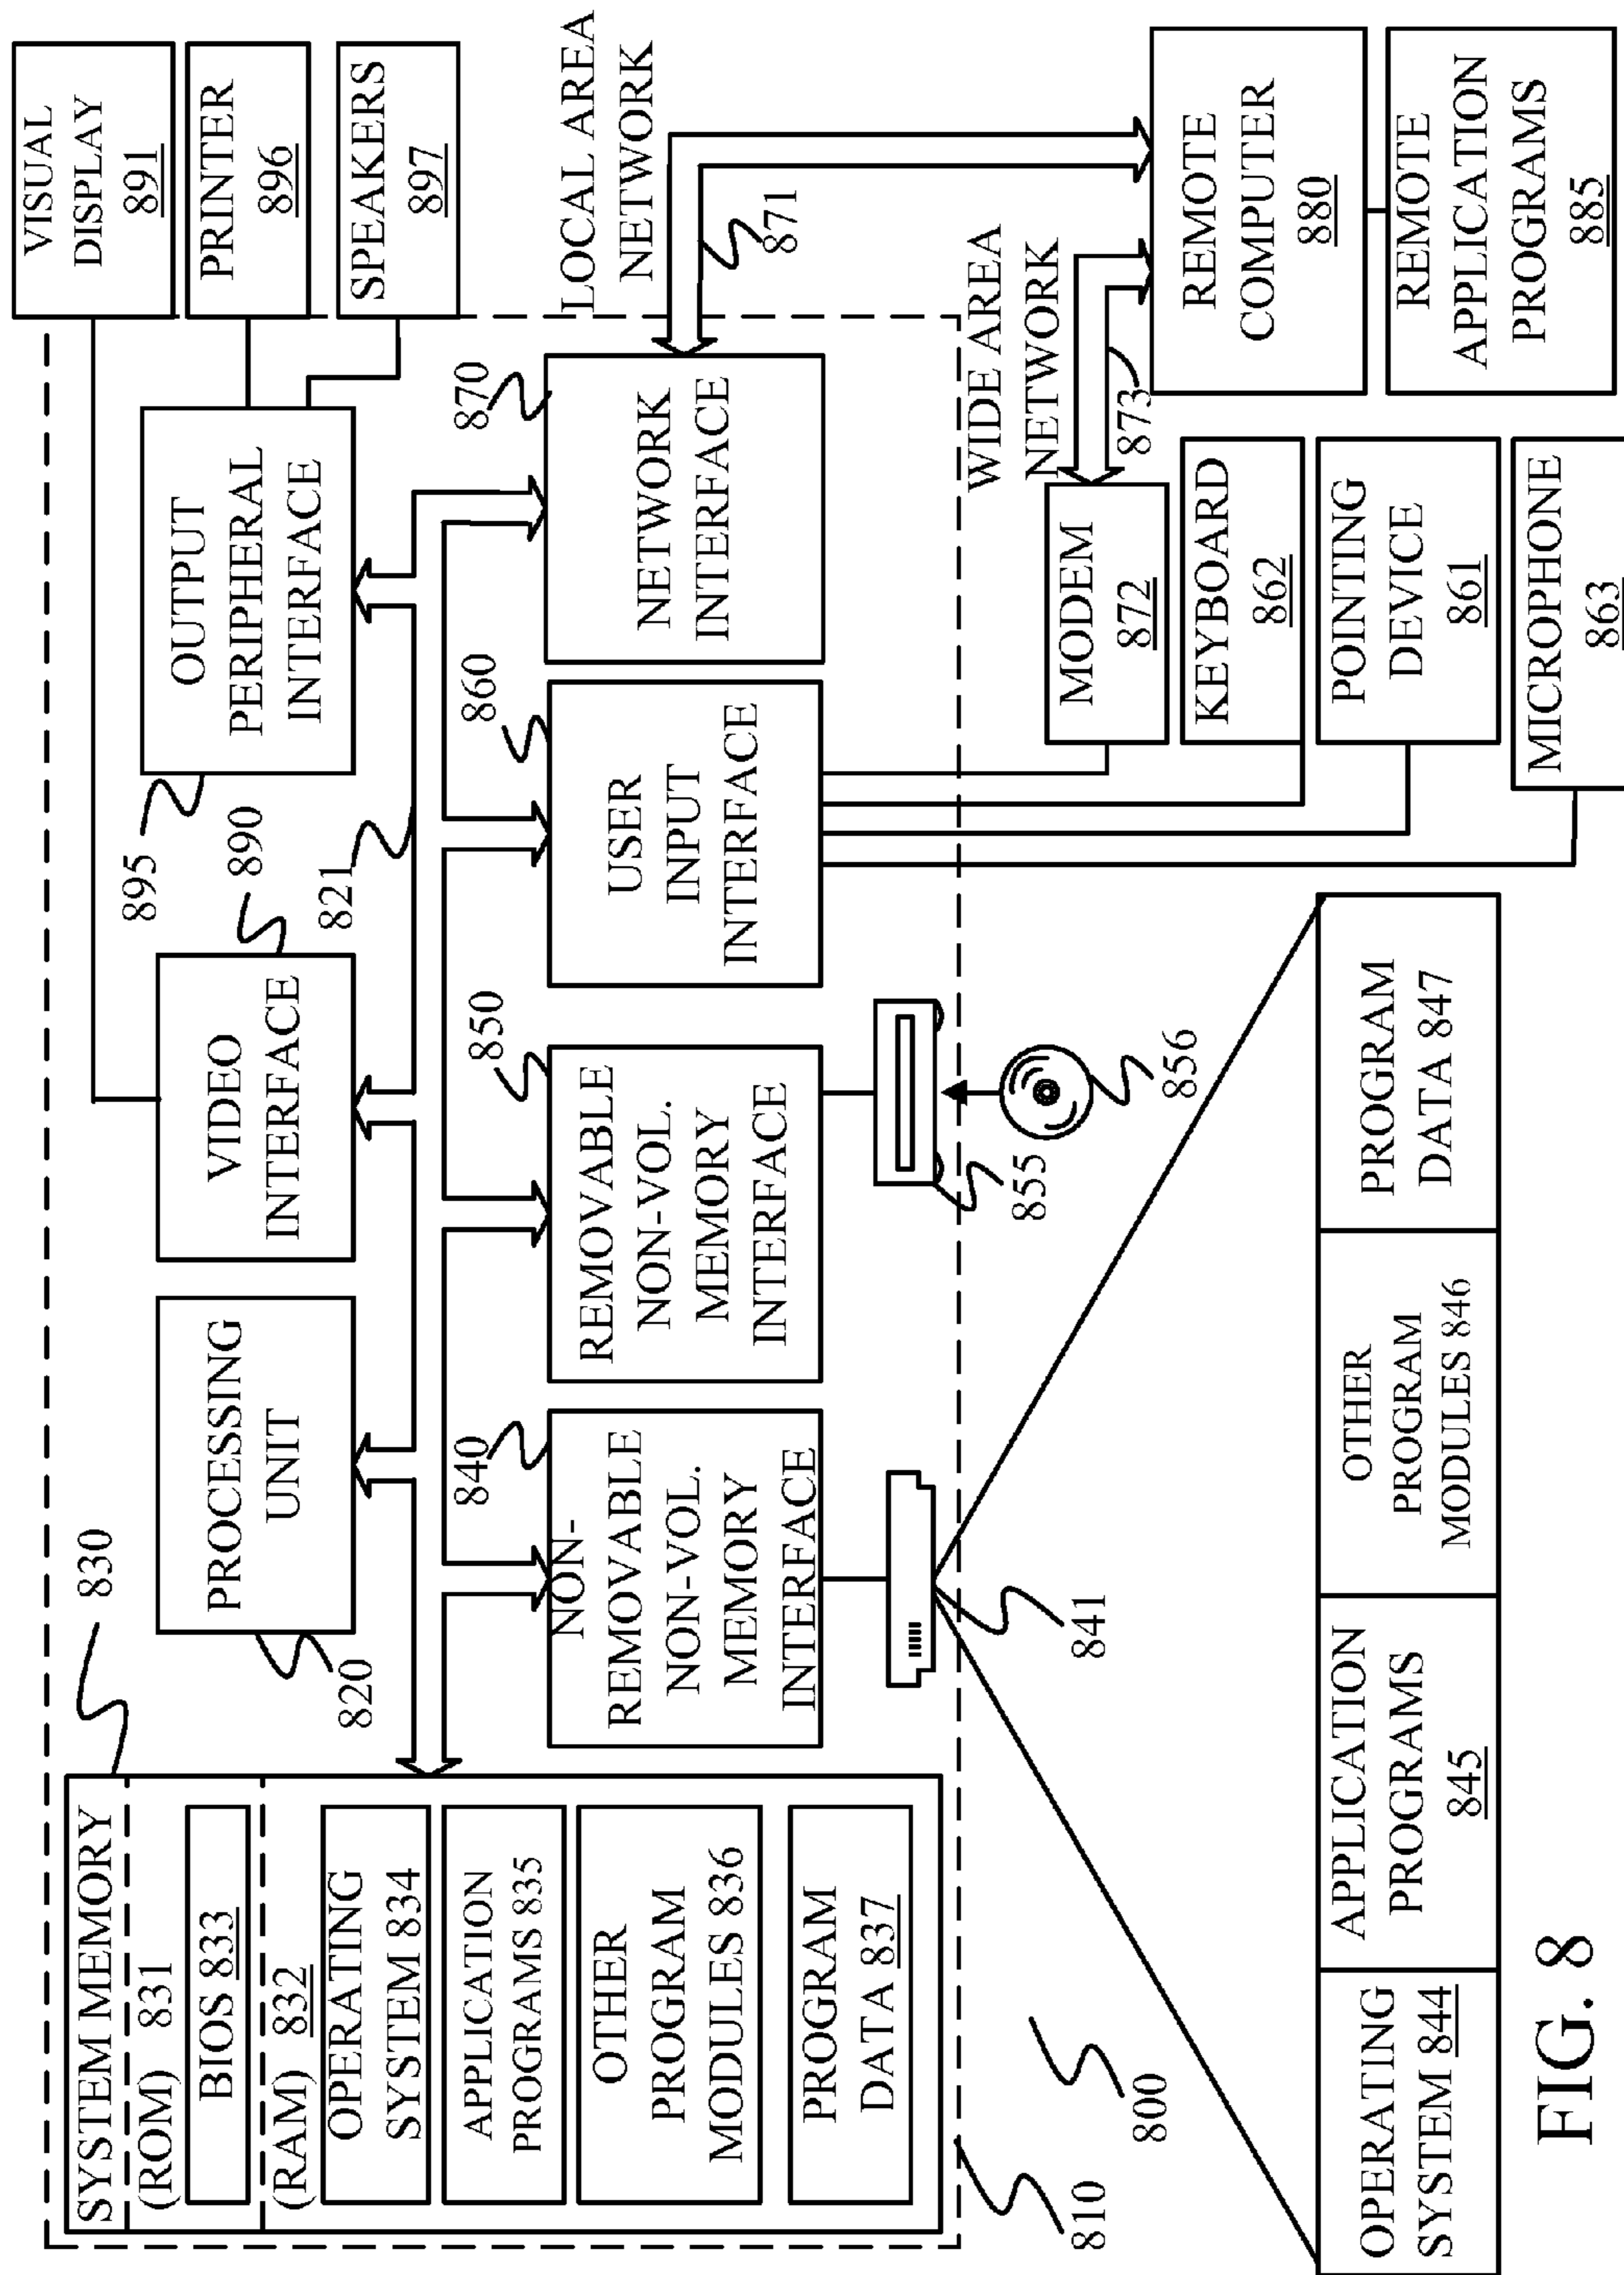 SYSTEM MEMORY
(ROM) 831
BIOS 833
(RAM) 832
OPERATING
SYSTEM 834
APPLICATION
PROGRAMS 835
OTHER
PROGRAM
MODULES 836
PROGRAM
DATA 837
830
820
PROCESSING
UNIT
VIDEO
INTERFACE
890
895
821
OUTPUT
PERIPHERAL
INTERFACE
VISUAL
DISPLAY
891
PRINTER
896
SPEAKERS
897
840
NON-
REMOVABLE
NON-VOL.
MEMORY
INTERFACE
850
REMOVABLE
NON-VOL.
MEMORY
INTERFACE
860
USER
INPUT
INTERFACE
870
NETWORK
INTERFACE
LOCAL AREA
NETWORK
871
841
855
856
WIDE AREA
NETWORK
873
MODEM
872
KEYBOARD
862
POINTING
DEVICE
861
MICROPHONE
863
REMOTE
COMPUTER
880
REMOTE
APPLICATION
PROGRAMS
885
810
800
OPERATING
SYSTEM 844
APPLICATION
PROGRAMS
845
OTHER
PROGRAM
MODULES 846
PROGRAM
DATA 847
FIG. 8